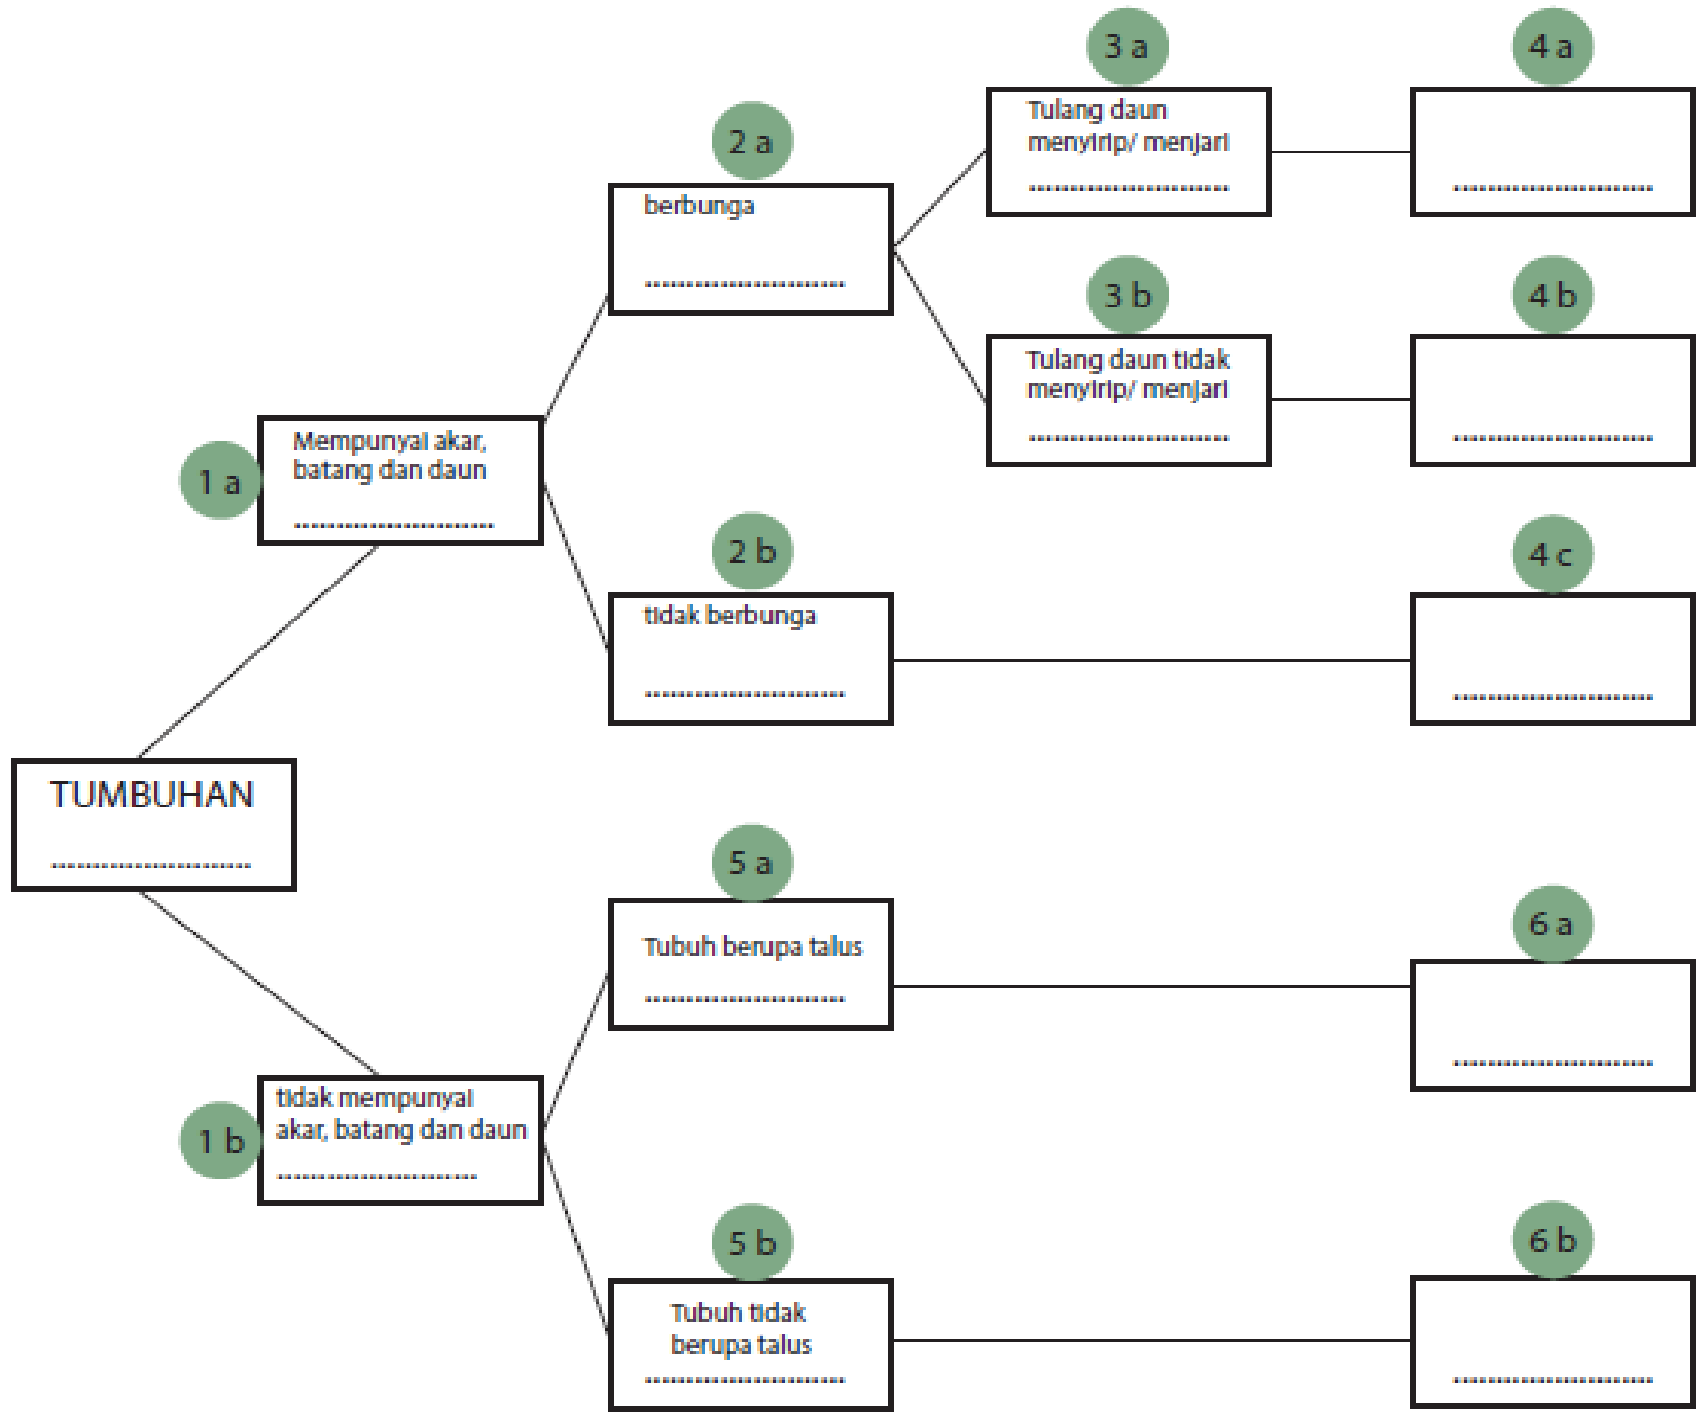 3 a
4 a
Tulang daun
menyirip/ menjari
........................
........................
2 a
berbunga
........................
3 b
4 b
Tulang daun tidak
menyirip/ menjari
........................
........................
1 a
Mempunyai akar,
batang dan daun
........................
2 b
4 c
tidak berbunga
........................
........................
TUMBUHAN
........................
5 a
Tubuh berupa talus
........................
6 a
........................
1 b
tidak mempunyai
akar, batang dan daun
........................
5 b
6 b
Tubuh tidak
berupa talus
........................
........................